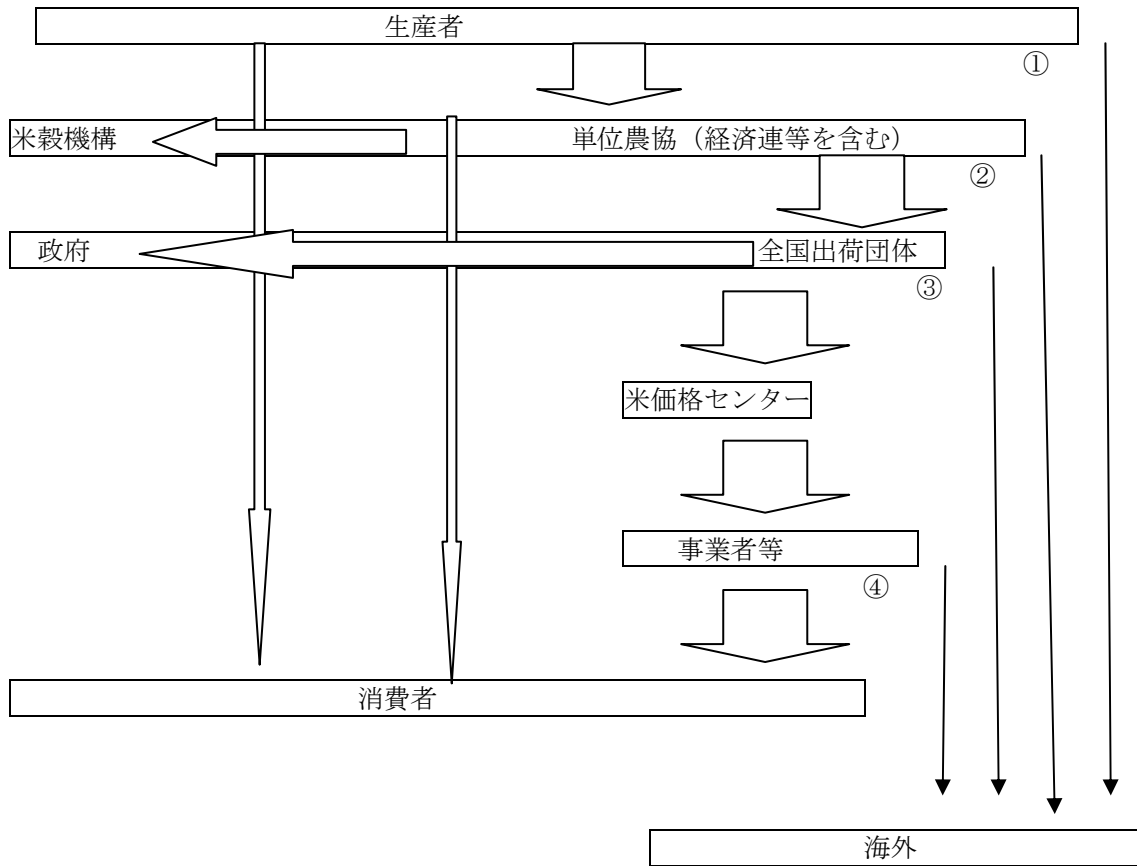 生産者
①
米穀機構
単位農協（経済連等を含む）
②
政府
全国出荷団体
③
米価格センター
事業者等
④
消費者
海外